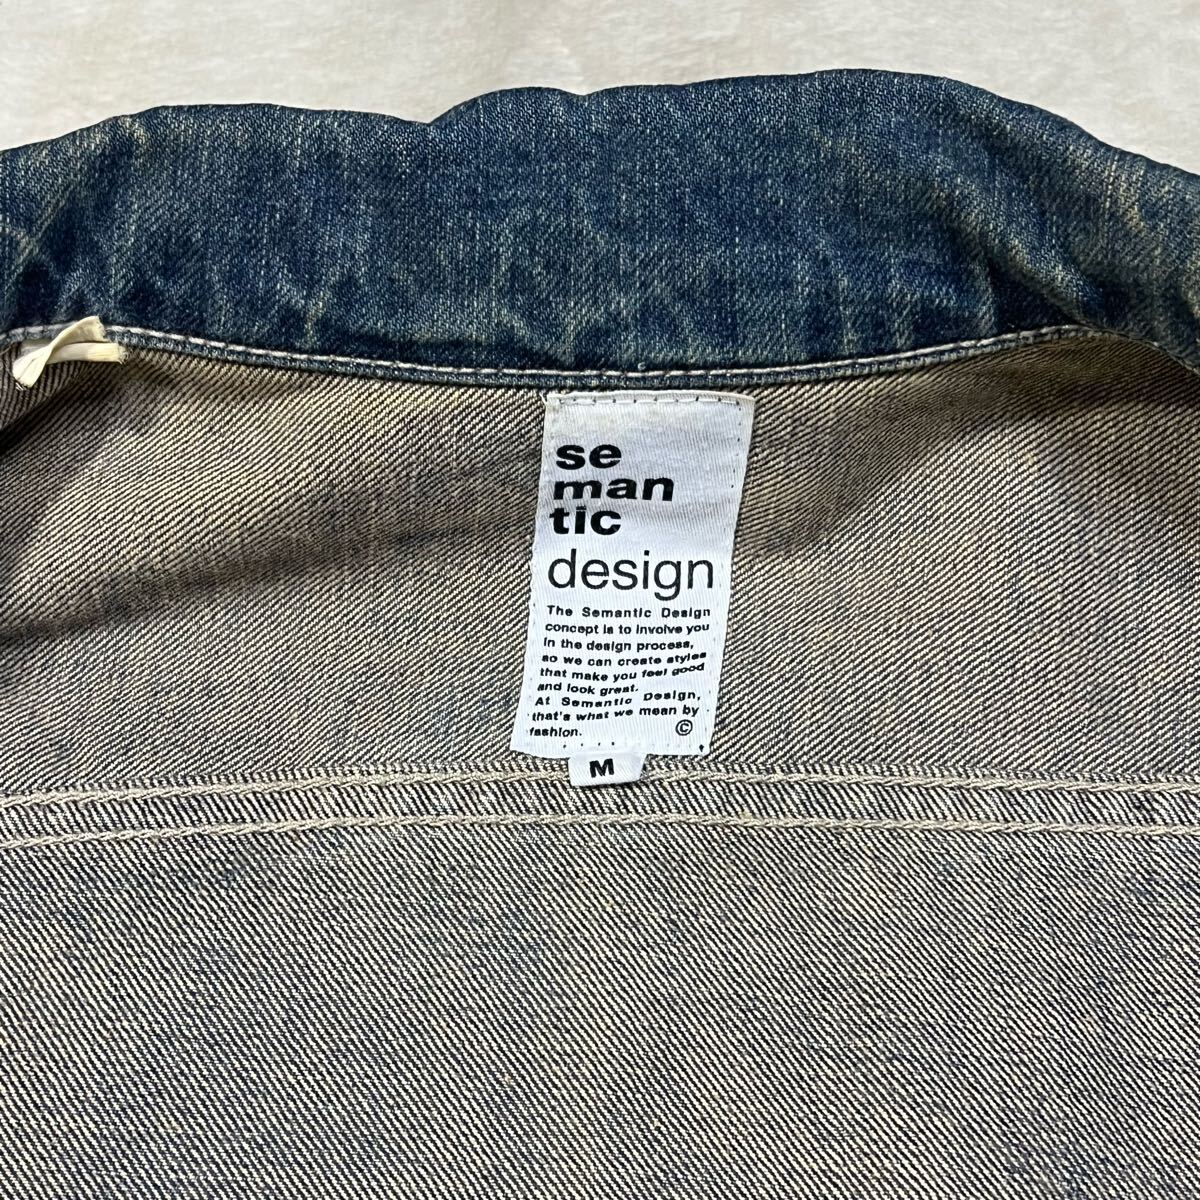 se
man
tic
design
The Semantic Design
concept is to involve you
in the design process,
so we can create styles
that make you feel good
and look great.
At Semantic Design,
that's what we mean by
fashion. ©
M